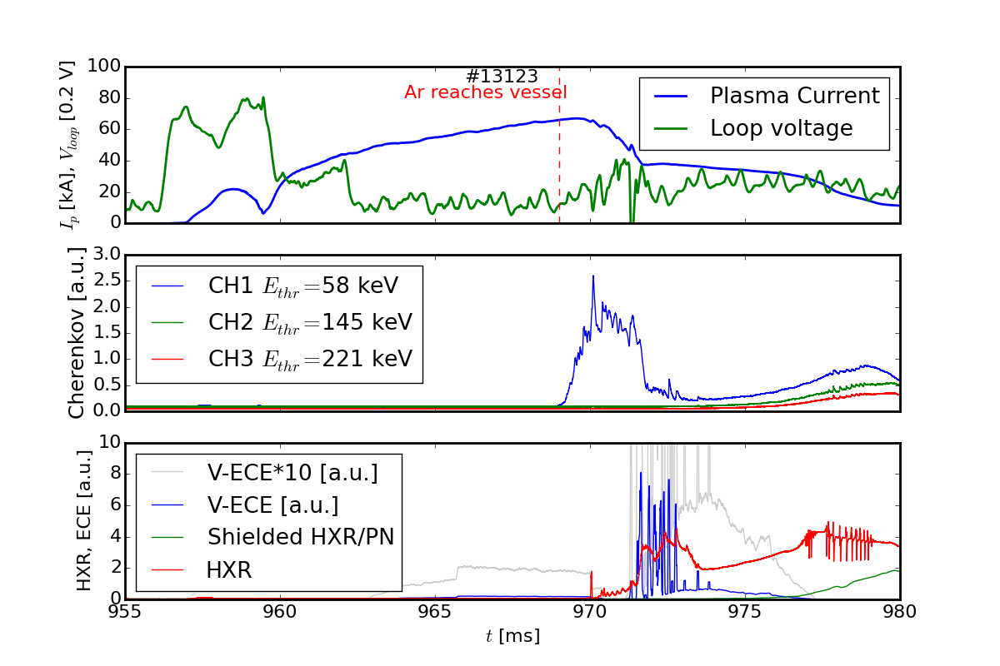 100
80
60
40
20
0
I_p [kA], V_loop [0.2 V]
#13123
Ar reaches vessel
Plasma Current
Loop voltage
3.0
2.5
2.0
1.5
1.0
0.5
0.0
Cherenkov [a.u.]
CH1 E_thr=58 keV
CH2 E_thr=145 keV
CH3 E_thr=221 keV
10
8
6
4
2
0
HXR, ECE [a.u.]
V-ECE*10 [a.u.]
V-ECE [a.u.]
Shielded HXR/PN
HXR
955 960 965 970 975 980
t [ms]